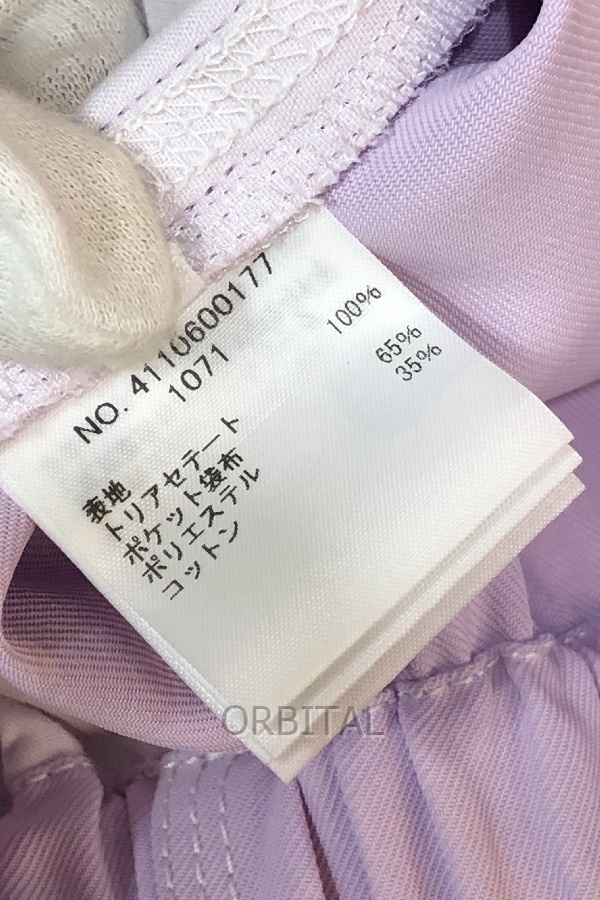 NO. 4110600177
1071
表地
トリアセテート 100%
ポケット袋布
ポリエステル 65%
コットン 35%
ORBITAL